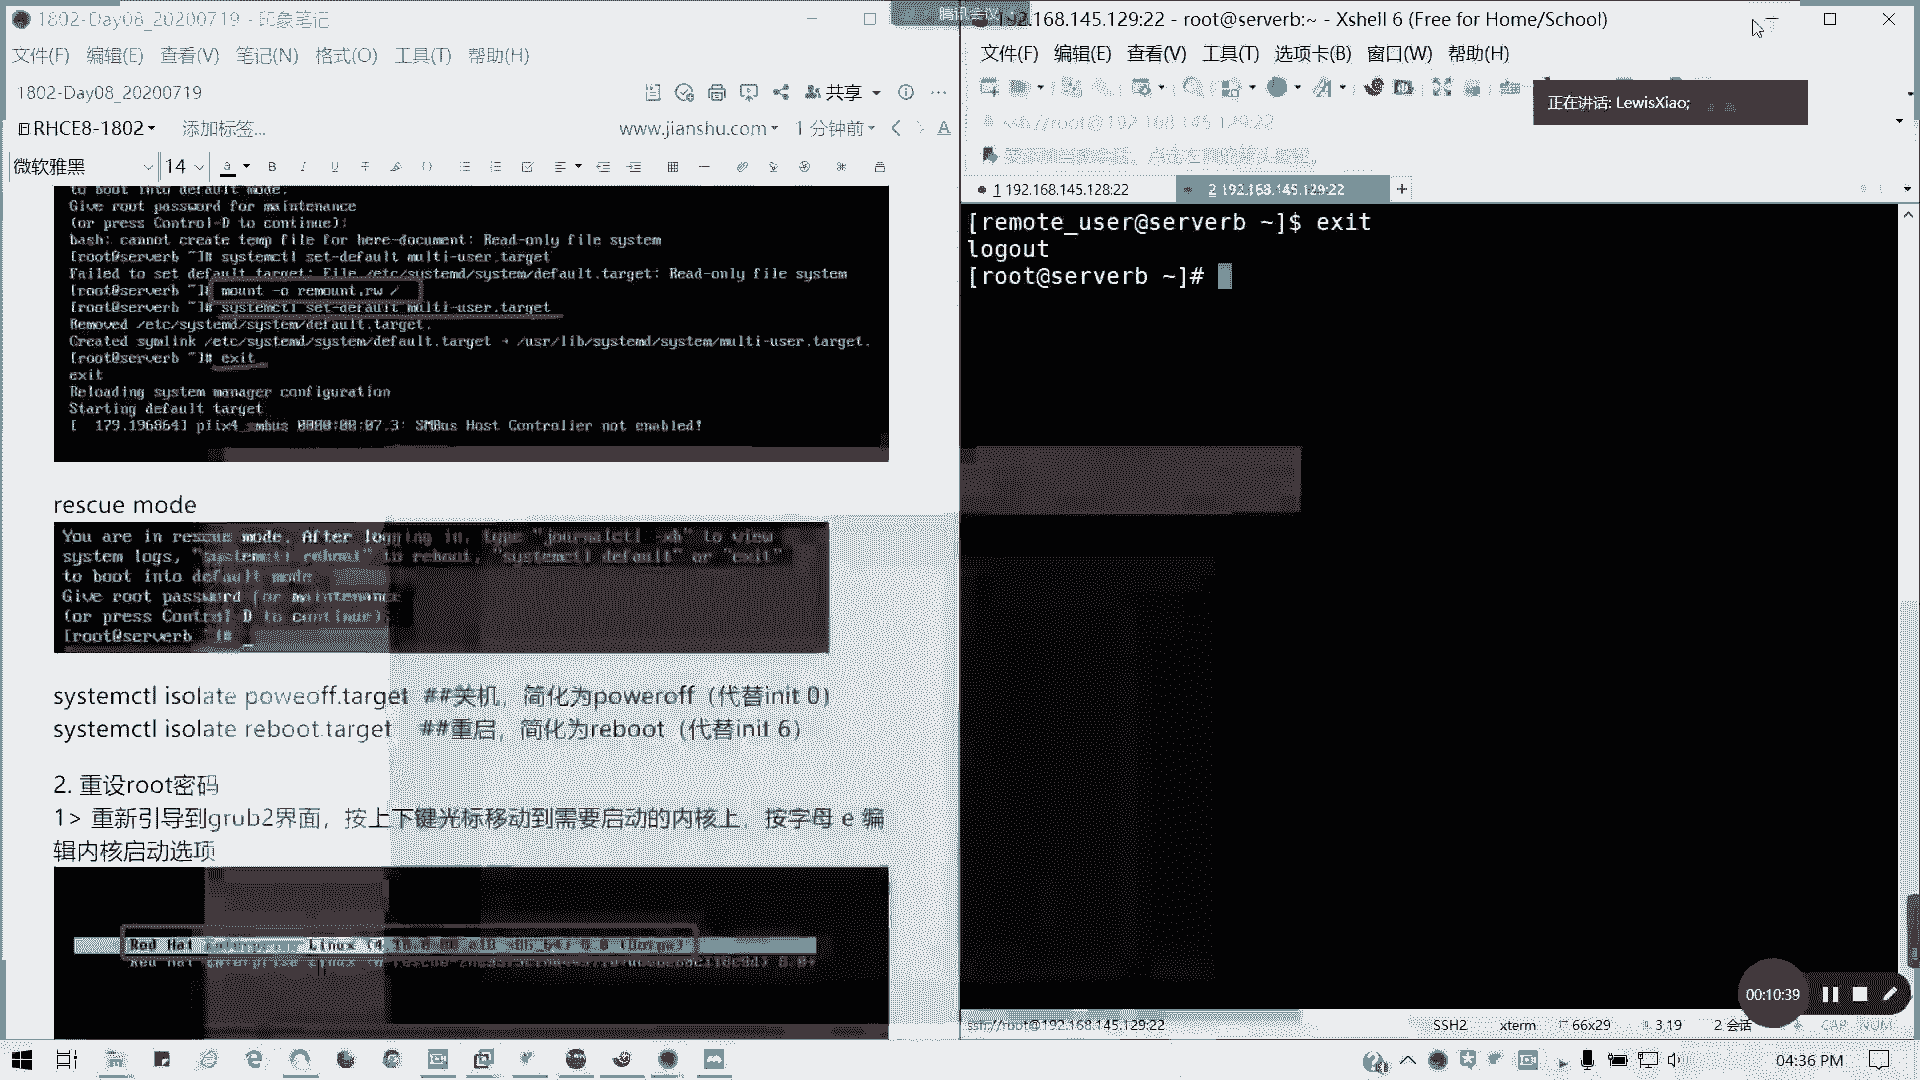 1802-Day08_20200719 - 印象笔记
文件(F) 编辑(E) 查看(V) 笔记(N) 格式(O) 工具(T) 帮助(H)
1802-Day08_20200719
共享
RHCE8-1802 添加标签...
www.jianshu.com 1 分钟前
微软雅黑 14
to boot into default mode.
Give root password for maintenance
(or press Control-D to continue):
bash: cannot create temp file for here-document: Read-only file system
[root@serverb ~]# systemctl set-default multi-user.target
Failed to set default target: File /etc/systemd/system/default.target: Read-only file system
[root@serverb ~]# mount -o remount,rw /
[root@serverb ~]# systemctl set-default multi-user.target
Removed /etc/systemd/system/default.target.
Created symlink /etc/systemd/system/default.target → /usr/lib/systemd/system/multi-user.target.
[root@serverb ~]# exit
exit
Reloading system manager configuration
Starting default target
[ 179.196864] piix4_smbus 0000:00:07.3: SMBus Host Controller not enabled!
rescue mode
You are in rescue mode. After logging in, type "journalctl -xb" to view
system logs, "systemctl reboot" to reboot, "systemctl default" or "exit"
to boot into default mode
Give root password for maintenance
(or press Control-D to continue):
[root@serverb ~]#
systemctl isolate poweoff.target ##关机，简化为poweroff（代替init 0）
systemctl isolate reboot.target ##重启，简化为reboot（代替init 6）
2. 重设root密码
1> 重新引导到grub2界面，按上下键光标移动到需要启动的内核上，按字母 e 编
辑内核启动选项
Red Hat Enterprise Linux
Red Hat Enterprise Linux
腾讯会议
192.168.145.129:22 - root@serverb:~ - Xshell 6 (Free for Home/School)
文件(F) 编辑(E) 查看(V) 工具(T) 选项卡(B) 窗口(W) 帮助(H)
正在讲话: LewisXiao;
ssh://root@192.168.145.129:22
1 192.168.145.128:22 2 192.168.145.129:22 +
[remote_user@serverb ~]$ exit
logout
[root@serverb ~]#
00:10:39
ssh://root@192.168.145.129:22 SSH2 xterm 66x29 3,19 2 会话 CAP NUM
04:36 PM